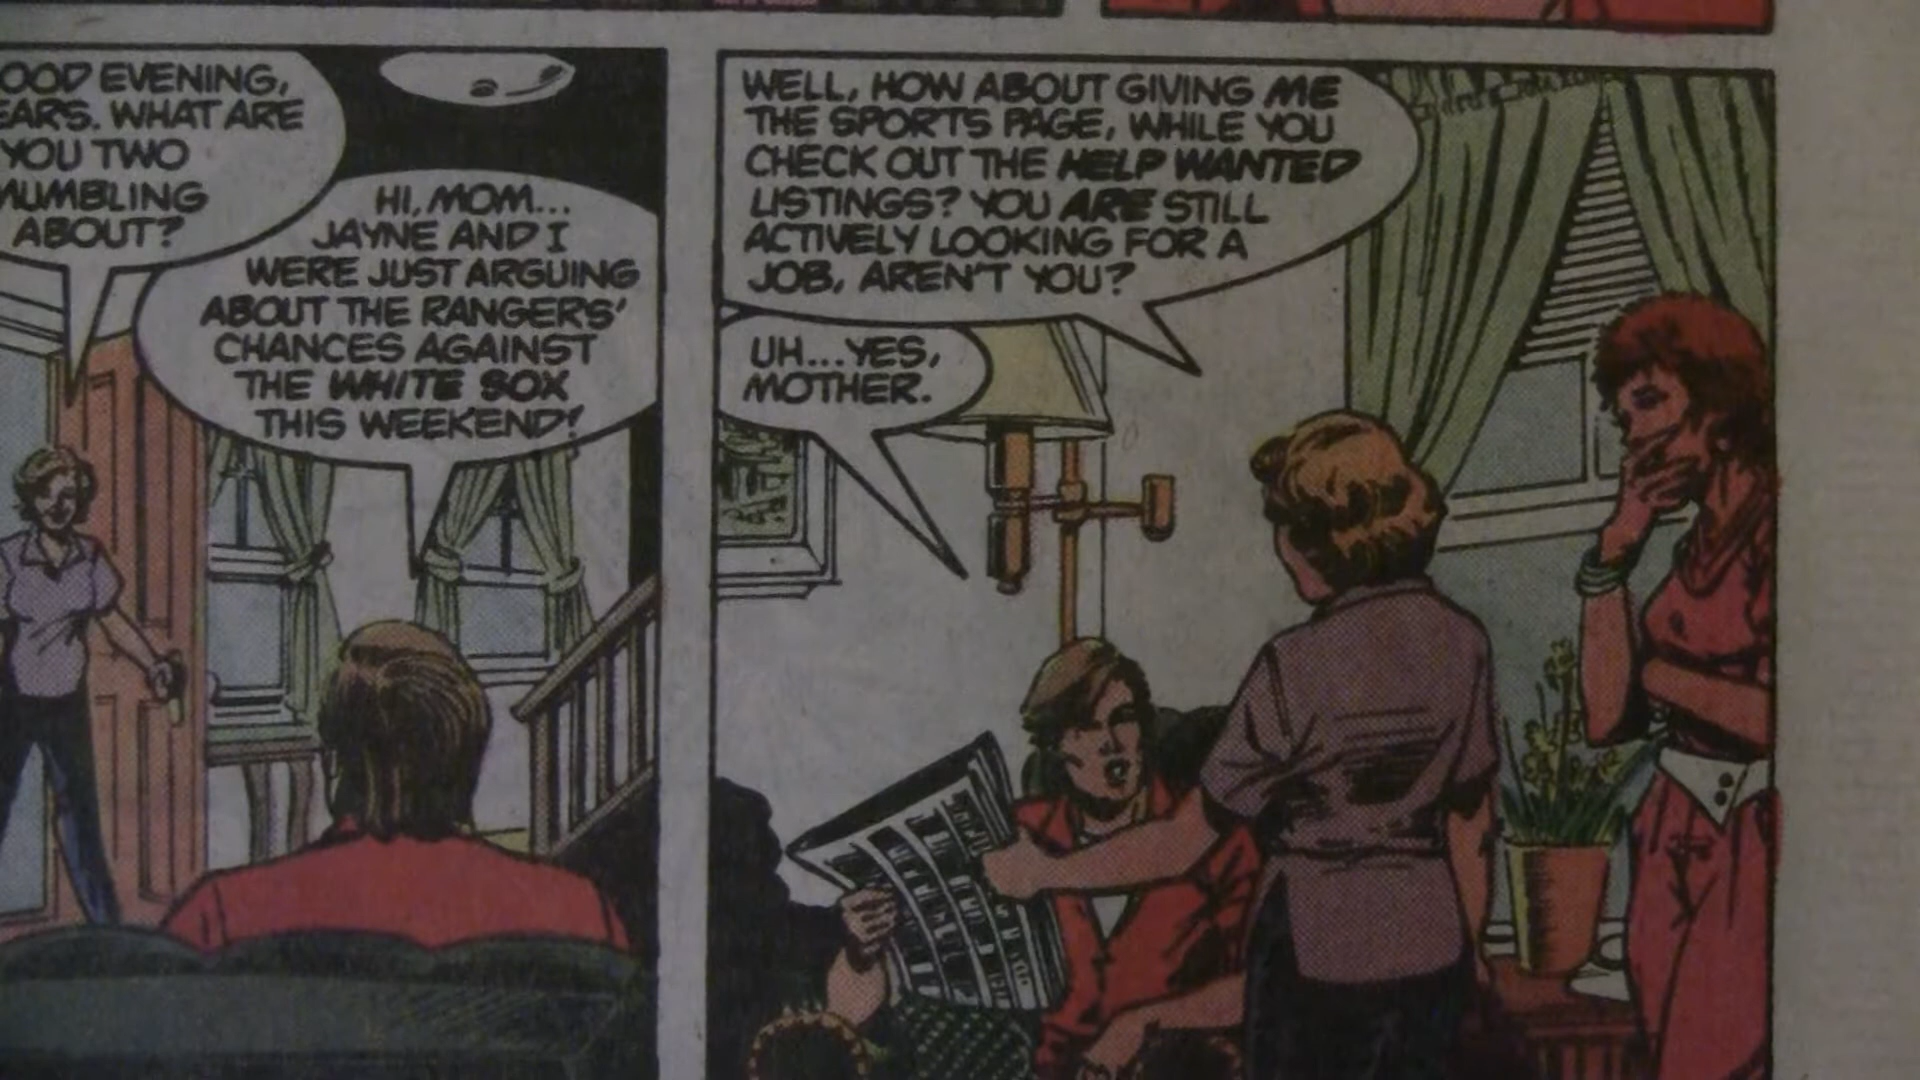 OOD EVENING,
EARS. WHAT ARE
YOU TWO
MUMBLING
ABOUT?
HI, MOM...
JAYNE AND I
WERE JUST ARGUING
ABOUT THE RANGERS'
CHANCES AGAINST
THE WHITE SOX
THIS WEEKEND!
WELL, HOW ABOUT GIVING ME
THE SPORTS PAGE, WHILE YOU
CHECK OUT THE HELP WANTED
LISTINGS? YOU ARE STILL
ACTIVELY LOOKING FOR A
JOB, AREN'T YOU?
UH...YES,
MOTHER.